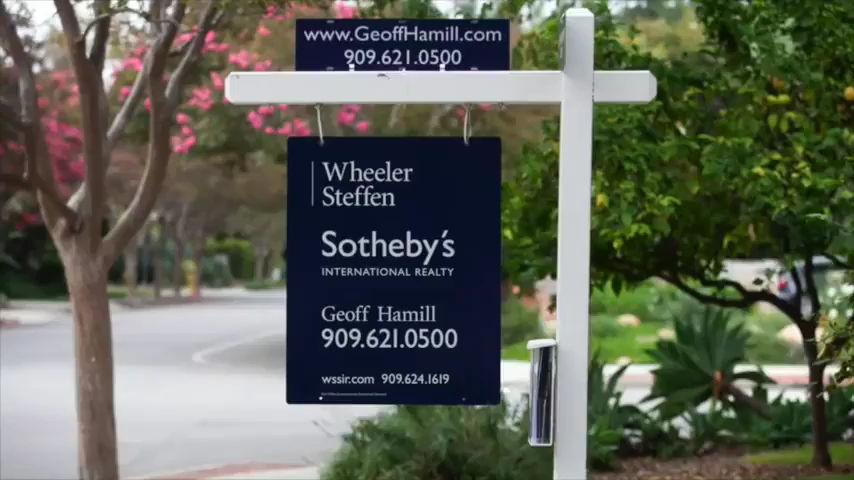 www.GeoffHamill.com
909.621.0500
Wheeler
Steffen
Sotheby's
INTERNATIONAL REALTY
Geoff Hamill
909.621.0500
wssir.com 909.624.1619